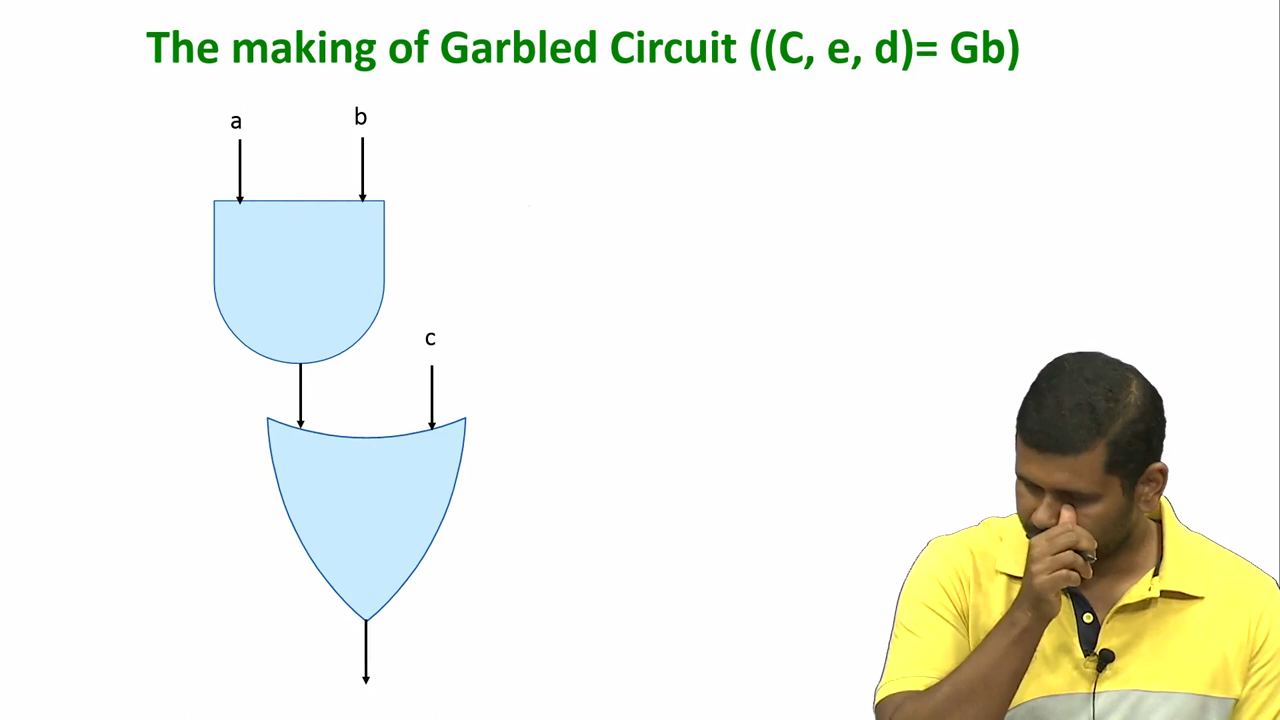 The making of Garbled Circuit ((C, e, d)= Gb)
a
b
c